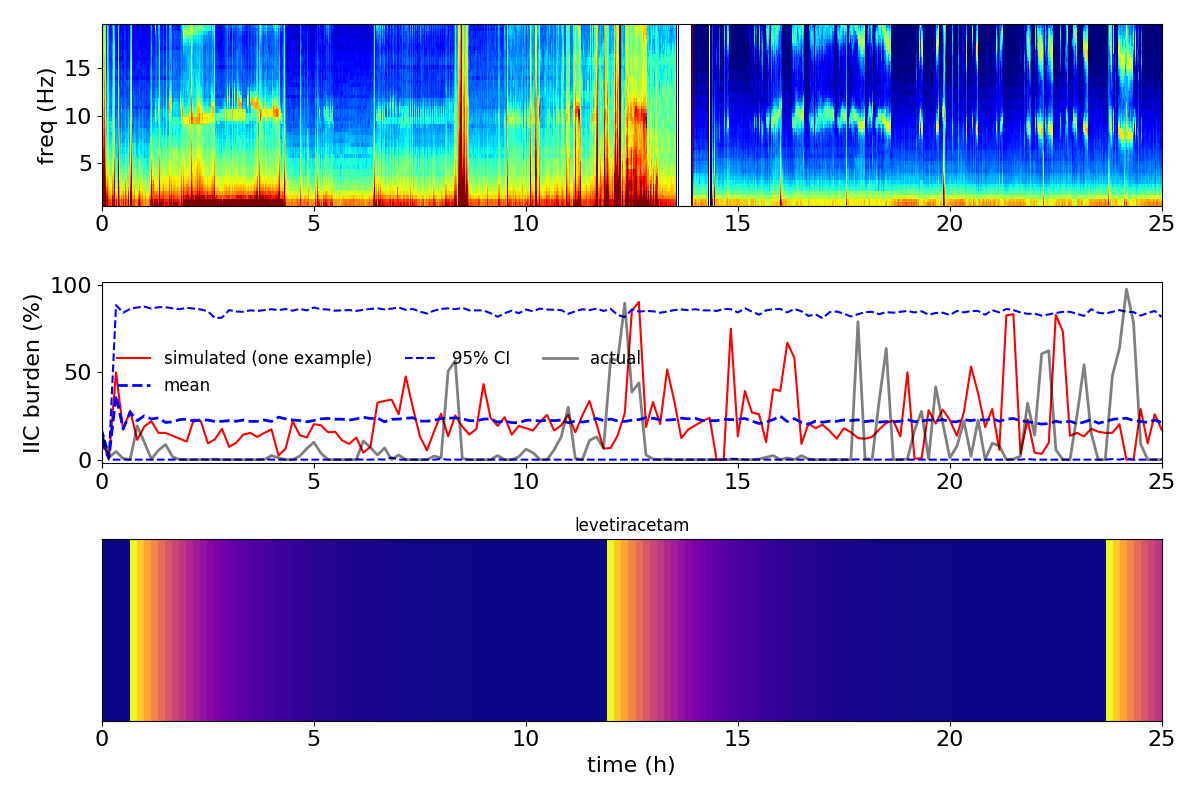 freq (Hz)
15
10
5
0 5 10 15 20 25
IIC burden (%)
100
50
0
simulated (one example) 95% CI actual
mean
0 5 10 15 20 25
levetiracetam
0 5 10 15 20 25
time (h)